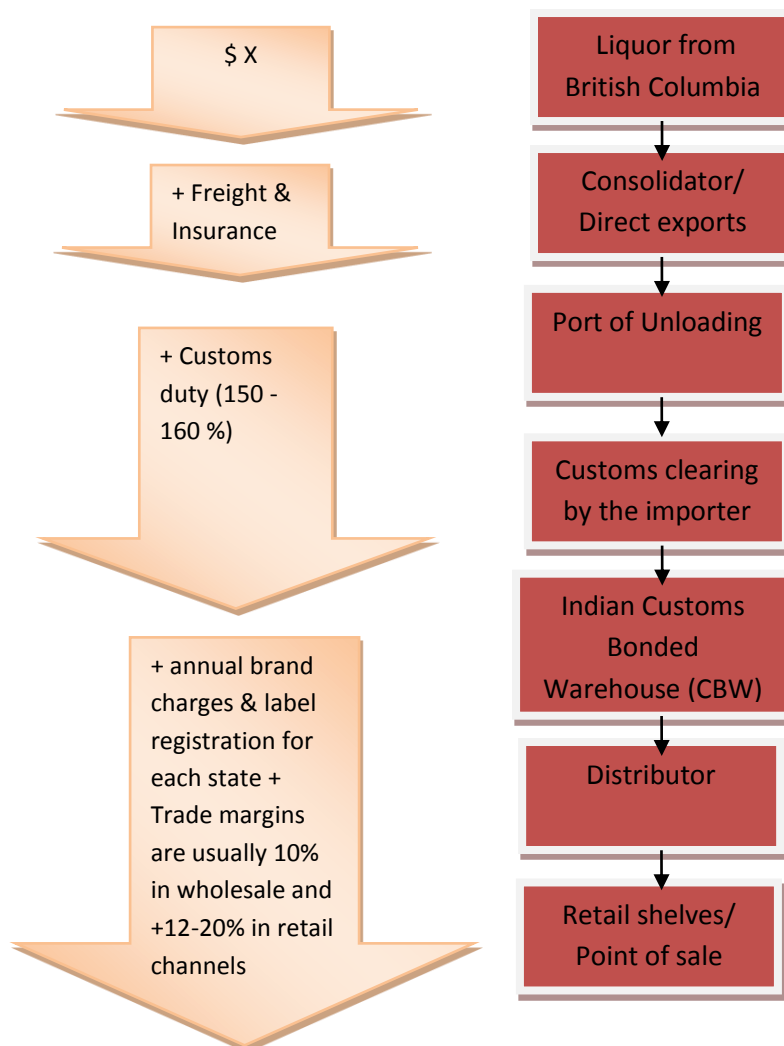 $ X
+ Freight &
Insurance
+ Customs
duty (150 -
160 %)
+ annual brand
charges & label
registration for
each state +
Trade margins
are usually 10%
in wholesale and
+12-20% in retail
channels
Liquor from
British Columbia
Consolidator/
Direct exports
Port of Unloading
Customs clearing
by the importer
Indian Customs
Bonded
Warehouse (CBW)
Distributor
Retail shelves/
Point of sale